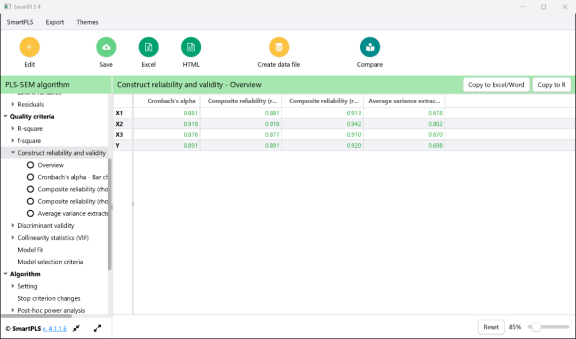 SmartPLS 4
SmartPLS Export Themes
Edit Save Excel HTML Create data file Compare
PLS-SEM algorithm
Construct reliability and validity - Overview
Copy to Excel/Word Copy to R
Residuals
Quality criteria
R-square
f-square
Construct reliability and validity
Overview
Cronbach's alpha - Bar ch
Composite reliability (rho
Composite reliability (rho
Average variance extracte
Discriminant validity
Collinearity statistics (VIF)
Model fit
Model selection criteria
Algorithm
Setting
Stop criterion changes
Post-hoc power analysis
Cronbach's alpha Composite reliability (r... Composite reliability (r... Average variance extrac...
X1 0.881 0.881 0.913 0.678
X2 0.918 0.918 0.942 0.802
X3 0.876 0.877 0.910 0.670
Y 0.891 0.891 0.920 0.698
© SmartPLS v. 4.1.1.6
Reset 85%